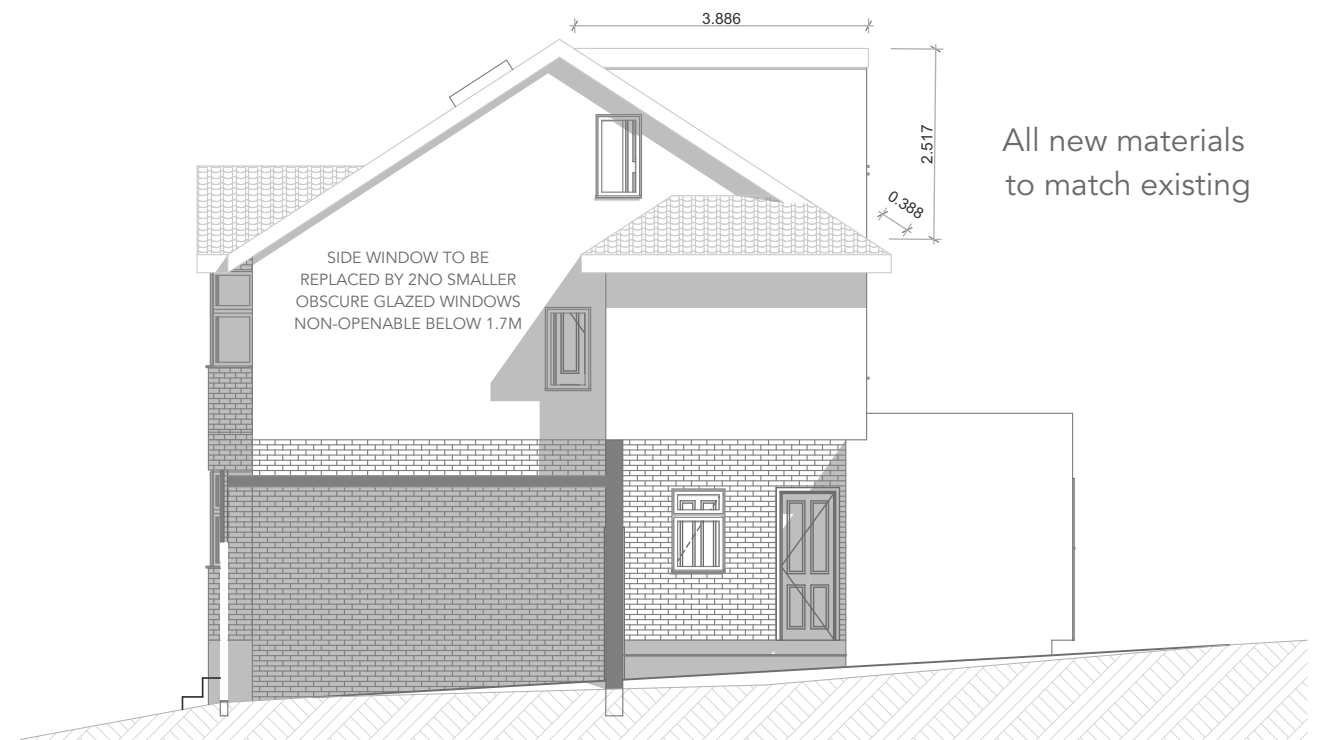 3.886
2.517
All new materials
to match existing
0.388
SIDE WINDOW TO BE
REPLACED BY 2NO SMALLER
OBSCURE GLAZED WINDOWS
NON-OPENABLE BELOW 1.7M